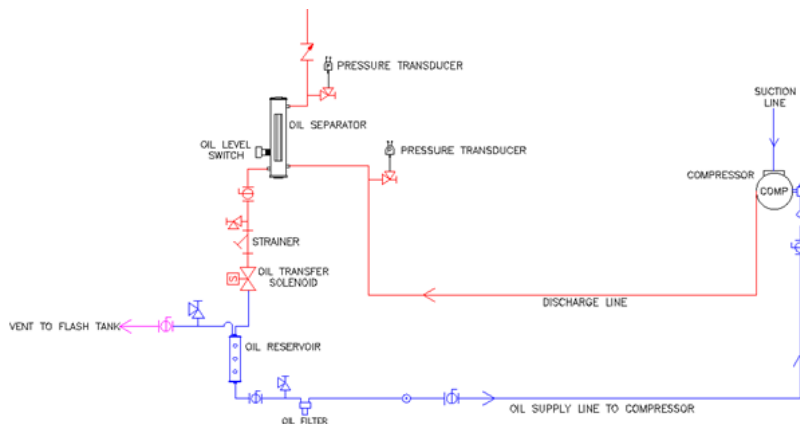 PRESSURE TRANSDUCER
SUCTION
LINE
OIL SEPARATOR
OIL LEVEL
SWITCH
PRESSURE TRANSDUCER
COMPRESSOR
COMP
STRAINER
S
OIL TRANSFER
SOLENOID
DISCHARGE LINE
VENT TO FLASH TANK
OIL RESERVOIR
OIL SUPPLY LINE TO COMPRESSOR
OIL FILTER